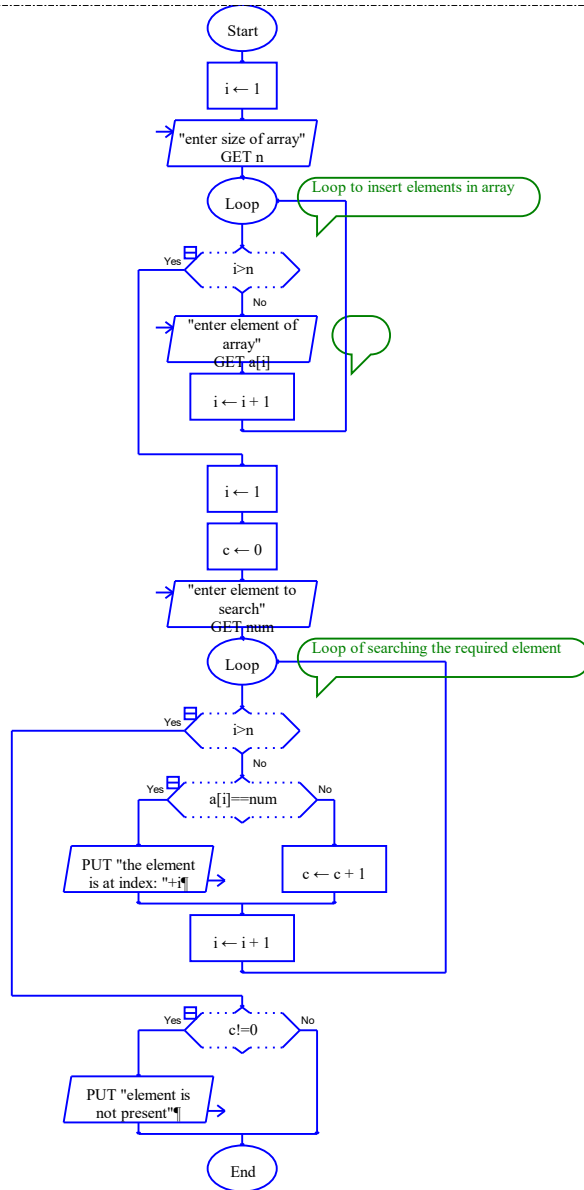 Start
i ← 1
"enter size of array"
GET n
Loop to insert elements in array
Loop
Yes
i>n
No
"enter element of
array"
GET a[i]
i ← i + 1
i ← 1
c ← 0
"enter element to
search"
GET num
Loop of searching the required element
Loop
Yes
i>n
No
Yes
a[i]==num
No
PUT "the element
is at index: "+i¶
c ← c + 1
i ← i + 1
Yes
c!=0
No
PUT "element is
not present"¶
End